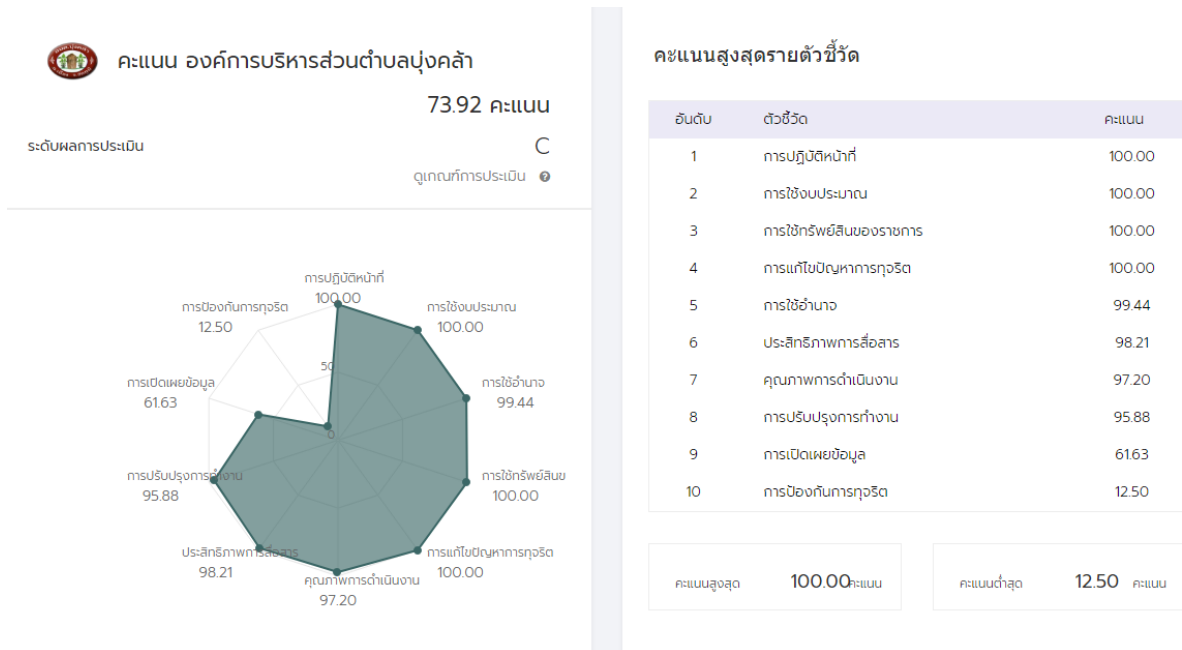 คะแนน องค์การบริหารส่วนตำบลบุ่งคล้า
73.92 คะแนน
ระดับผลการประเมิน
C
ดูเกณฑ์การประเมิน
การปฏิบัติหน้าที่
100.00
การป้องกันการทุจริต
12.50
การใช้งบประมาณ
100.00
50
การเปิดเผยข้อมูล
61.63
การใช้อำนาจ
99.44
0
การปรับปรุงการทำงาน
95.88
การใช้ทรัพย์สินข
100.00
ประสิทธิภาพการสื่อสาร
98.21
การแก้ไขปัญหาการทุจริต
100.00
คุณภาพการดำเนินงาน
97.20
คะแนนสูงสุดรายตัวชี้วัด
อันดับ ตัวชี้วัด คะแนน
1 การปฏิบัติหน้าที่ 100.00
2 การใช้งบประมาณ 100.00
3 การใช้ทรัพย์สินของราชการ 100.00
4 การแก้ไขปัญหาการทุจริต 100.00
5 การใช้อำนาจ 99.44
6 ประสิทธิภาพการสื่อสาร 98.21
7 คุณภาพการดำเนินงาน 97.20
8 การปรับปรุงการทำงาน 95.88
9 การเปิดเผยข้อมูล 61.63
10 การป้องกันการทุจริต 12.50
คะแนนสูงสุด 100.00 คะแนน
คะแนนต่ำสุด 12.50 คะแนน